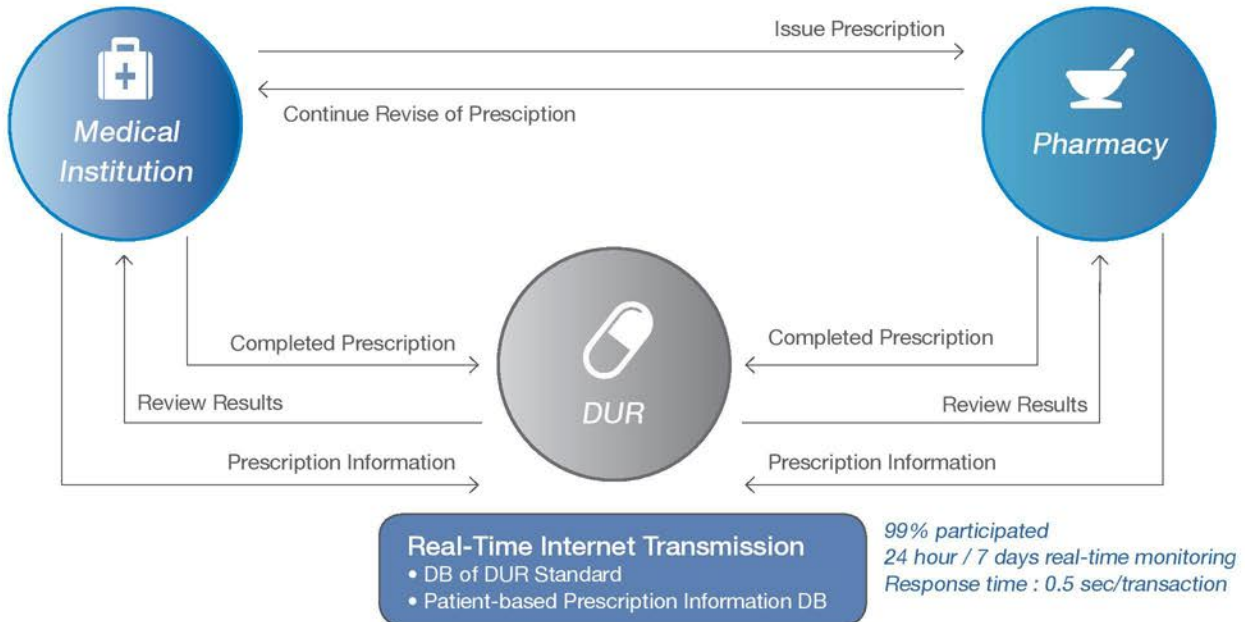 Issue Prescription
Continue Revise of Presciption
Medical
Institution
Pharmacy
Completed Prescription
Completed Prescription
Review Results
Review Results
DUR
Prescription Information
Prescription Information
Real-Time Internet Transmission
• DB of DUR Standard
• Patient-based Prescription Information DB
99% participated
24 hour / 7 days real-time monitoring
Response time : 0.5 sec/transaction